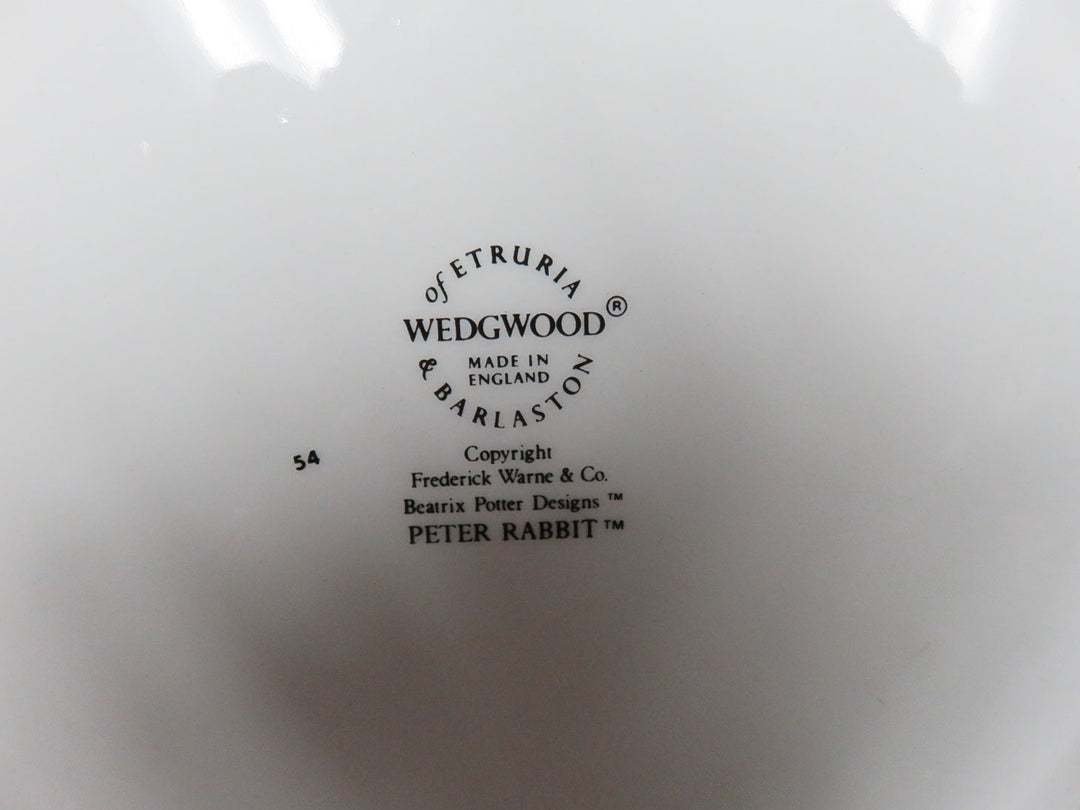 of ETRURIA
WEDGWOOD®
MADE IN
ENGLAND
& BARLASTON
54
Copyright
Frederick Warne & Co.
Beatrix Potter Designs ™
PETER RABBIT ™